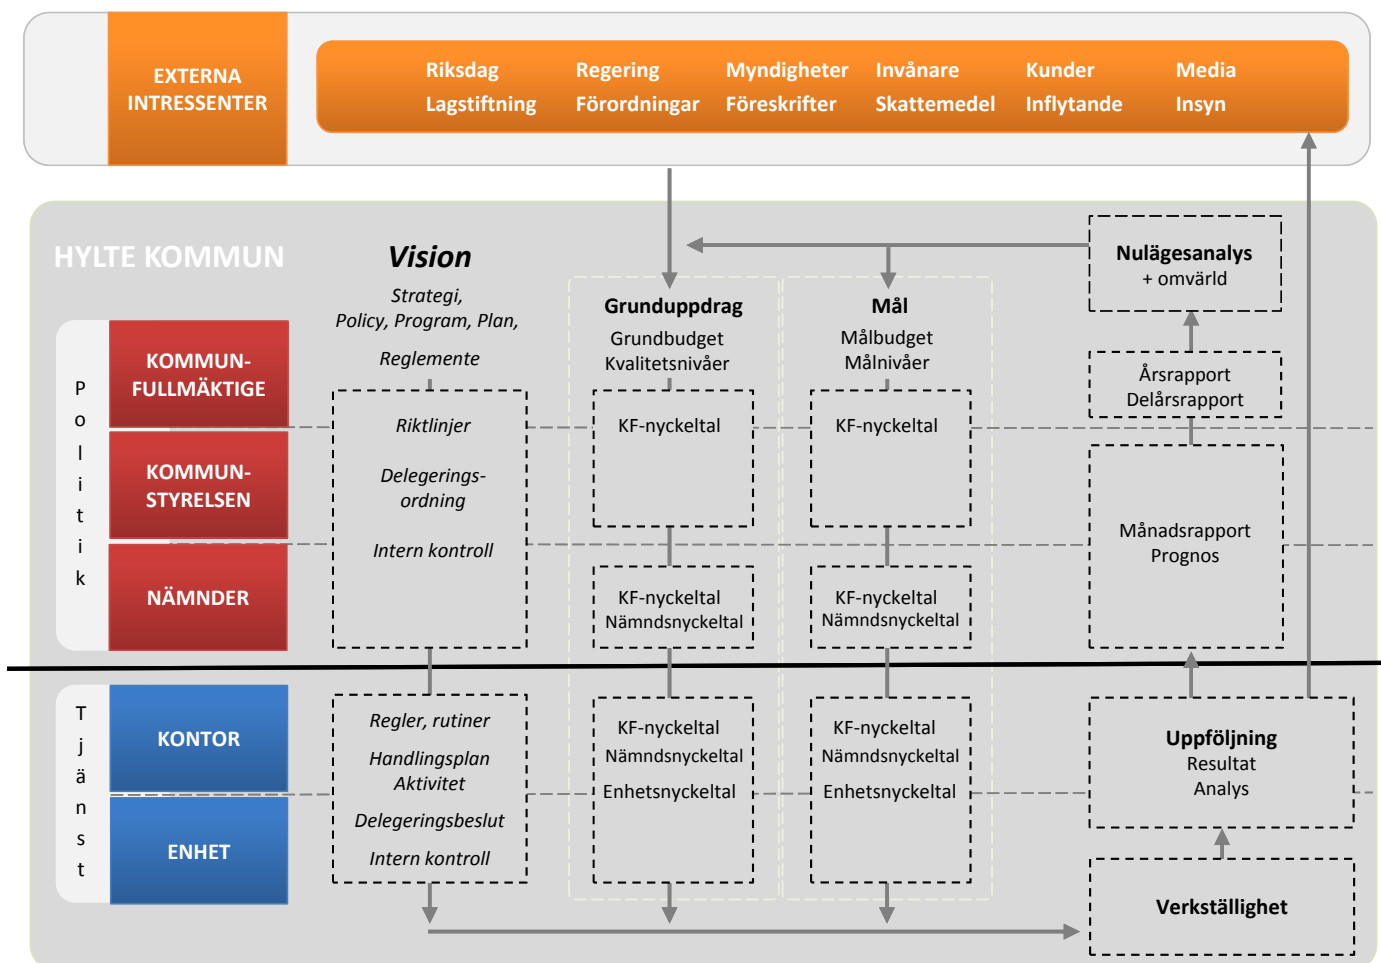 EXTERNA
INTRESSENTER
Riksdag Regering Myndigheter Invånare Kunder Media
Lagstiftning Förordningar Föreskrifter Skattemedel Inflytande Insyn
HYLTE KOMMUN
Politik
KOMMUN-
FULLMÄKTIGE
KOMMUN-
STYRELSEN
NÄMNDER
Tjänst
KONTOR
ENHET
Vision
Strategi,
Policy, Program, Plan,
Reglemente
Riktlinjer
Delegerings-
ordning
Intern kontroll
Regler, rutiner
Handlingsplan
Aktivitet
Delegeringsbeslut
Intern kontroll
Grunduppdrag
Grundbudget
Kvalitetsnivåer
KF-nyckeltal
KF-nyckeltal
Nämndsnyckeltal
KF-nyckeltal
Nämndsnyckeltal
Enhetsnyckeltal
Mål
Målbudget
Målnivåer
KF-nyckeltal
KF-nyckeltal
Nämndsnyckeltal
KF-nyckeltal
Nämndsnyckeltal
Enhetsnyckeltal
Nulägesanalys
+ omvärld
Årsrapport
Delårsrapport
Månadsrapport
Prognos
Uppföljning
Resultat
Analys
Verkställighet